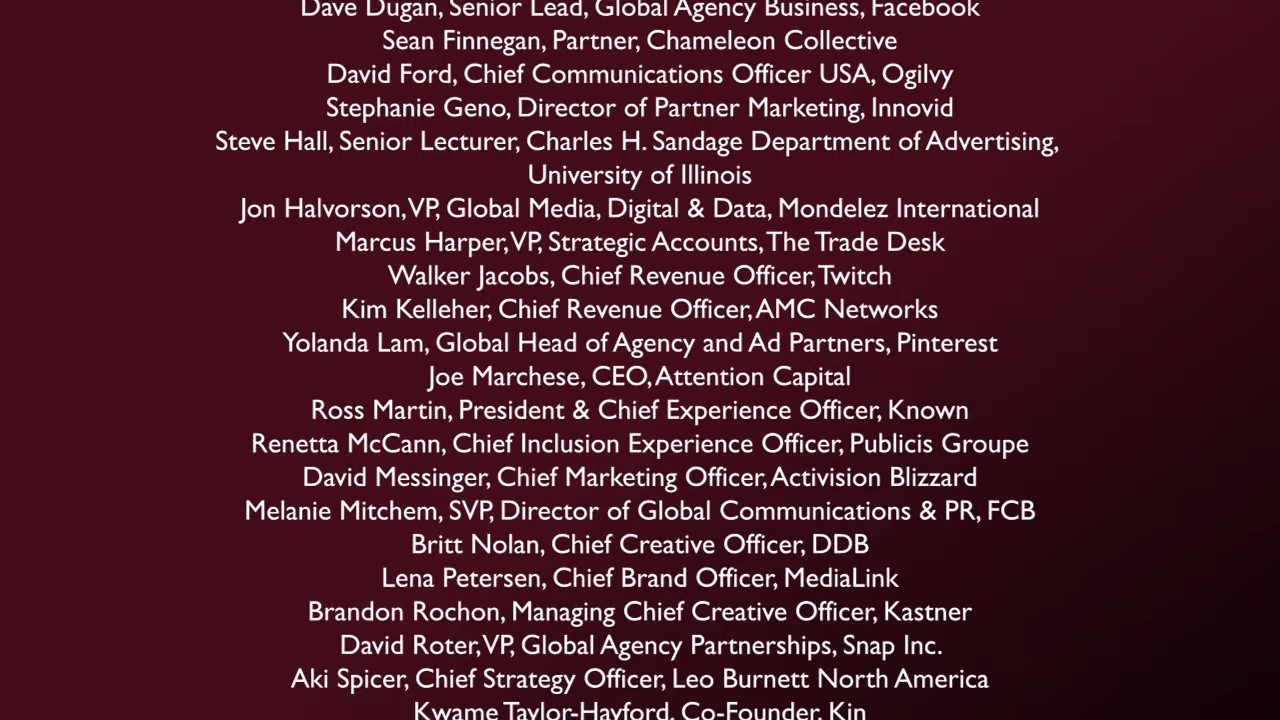 Dave Dugan, Senior Lead, Global Agency Business, Facebook
Sean Finnegan, Partner, Chameleon Collective
David Ford, Chief Communications Officer USA, Ogilvy
Stephanie Geno, Director of Partner Marketing, Innovid
Steve Hall, Senior Lecturer, Charles H. Sandage Department of Advertising,
University of Illinois
Jon Halvorson, VP, Global Media, Digital & Data, Mondelez International
Marcus Harper, VP, Strategic Accounts, The Trade Desk
Walker Jacobs, Chief Revenue Officer, Twitch
Kim Kelleher, Chief Revenue Officer, AMC Networks
Yolanda Lam, Global Head of Agency and Ad Partners, Pinterest
Joe Marchese, CEO, Attention Capital
Ross Martin, President & Chief Experience Officer, Known
Renetta McCann, Chief Inclusion Experience Officer, Publicis Groupe
David Messinger, Chief Marketing Officer, Activision Blizzard
Melanie Mitchem, SVP, Director of Global Communications & PR, FCB
Britt Nolan, Chief Creative Officer, DDB
Lena Petersen, Chief Brand Officer, MediaLink
Brandon Rochon, Managing Chief Creative Officer, Kastner
David Roter, VP, Global Agency Partnerships, Snap Inc.
Aki Spicer, Chief Strategy Officer, Leo Burnett North America
Kwame Taylor-Hayford, Co-Founder, Kin